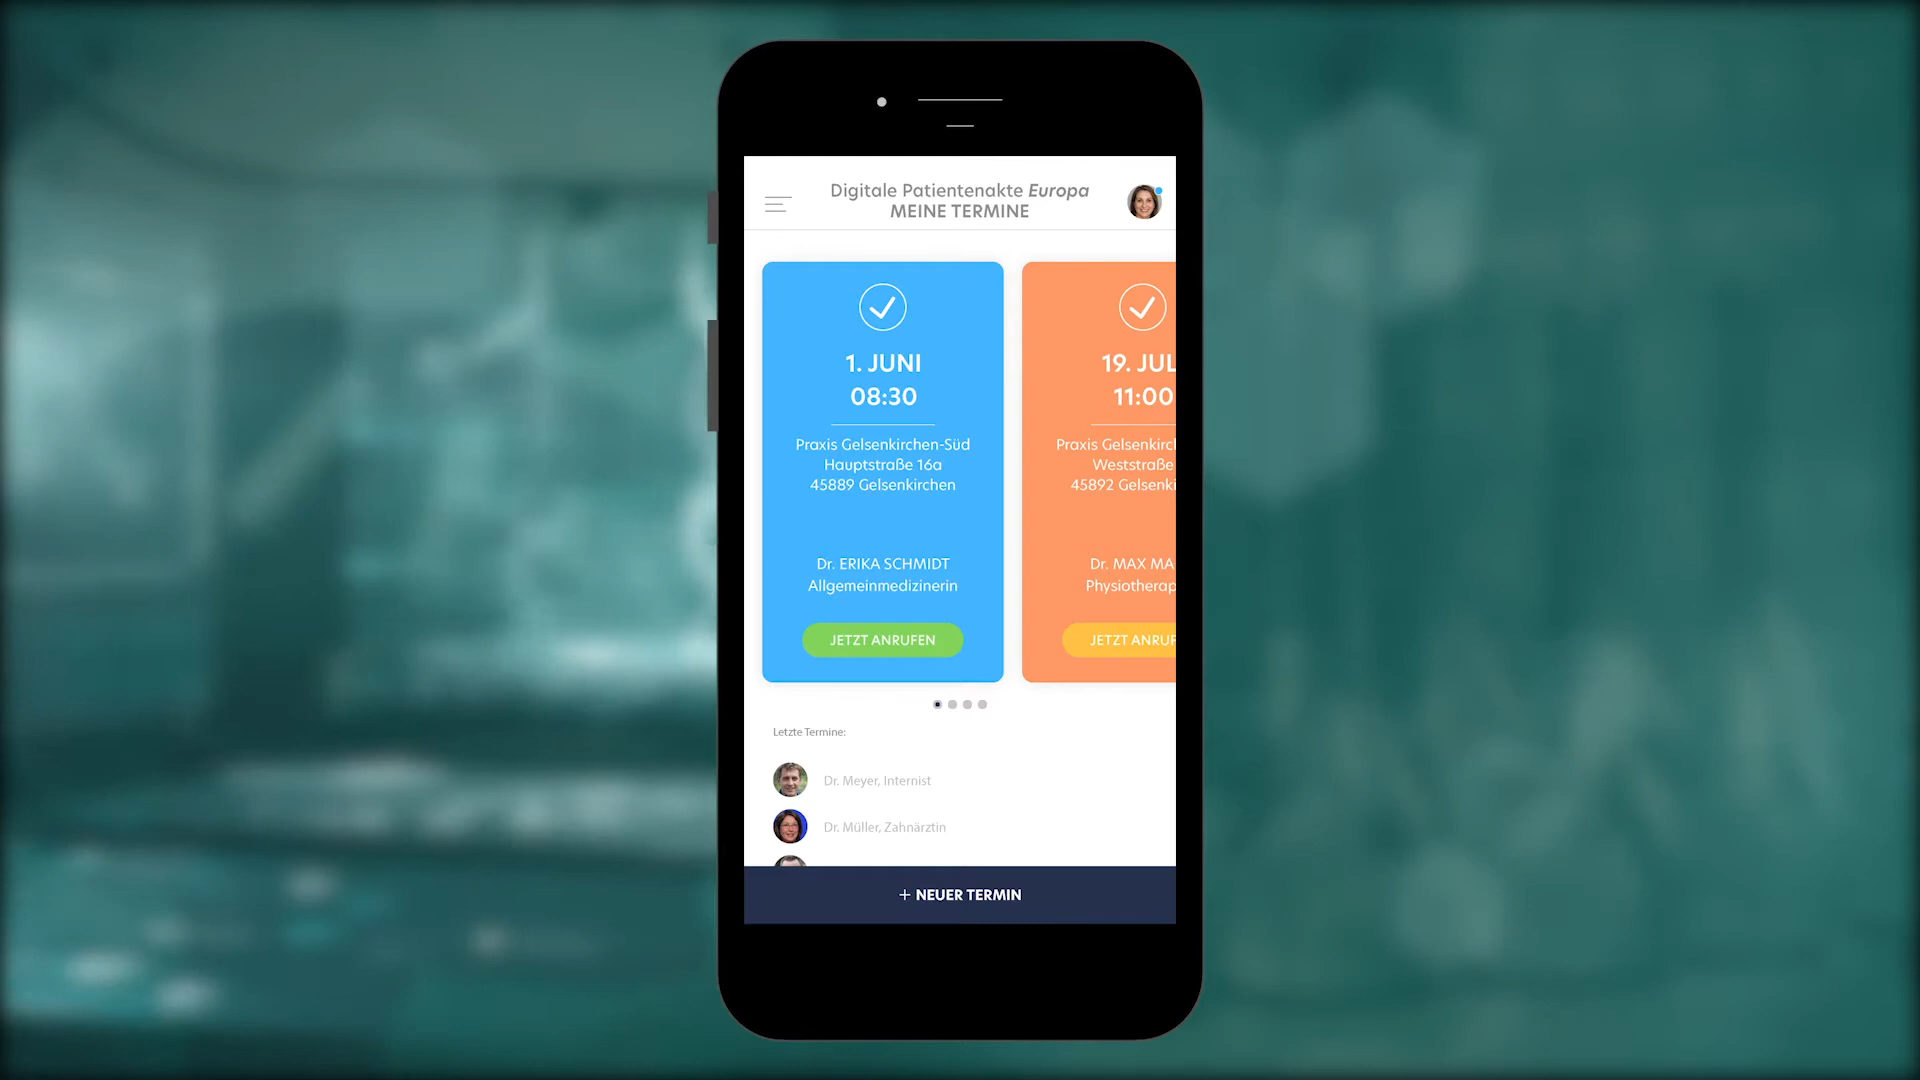 Digitale Patientenakte Europa
MEINE TERMINE
1. JUNI
08:30
Praxis Gelsenkirchen-Süd
Hauptstraße 16a
45889 Gelsenkirchen
Dr. ERIKA SCHMIDT
Allgemeinmedizinerin
JETZT ANRUFEN
19. JUL
11:00
Praxis Gelsenkirch
Weststraße
45892 Gelsenki
Dr. MAX MA
Physiotherap
JETZT ANRUF
Letzte Termine:
Dr. Meyer, Internist
Dr. Müller, Zahnärztin
+ NEUER TERMIN